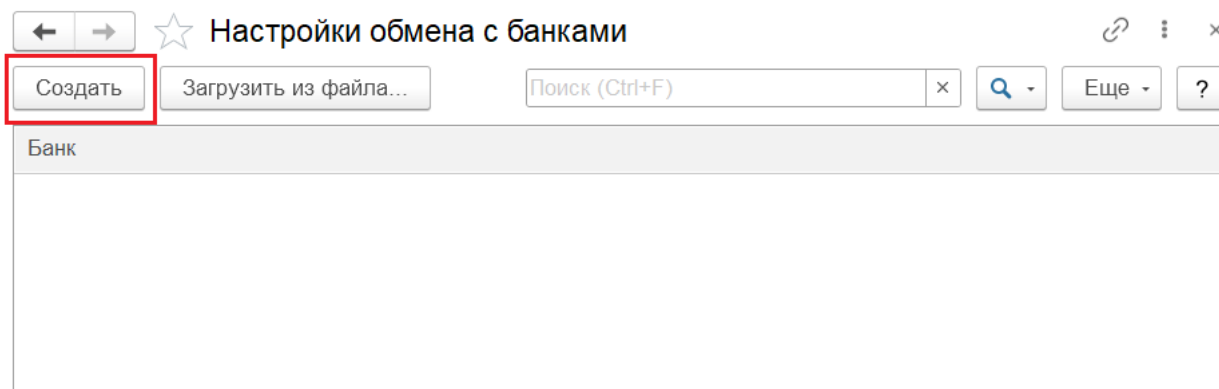 Настройки обмена с банками
Создать Загрузить из файла... Поиск (Ctrl+F) Еще ?
Банк